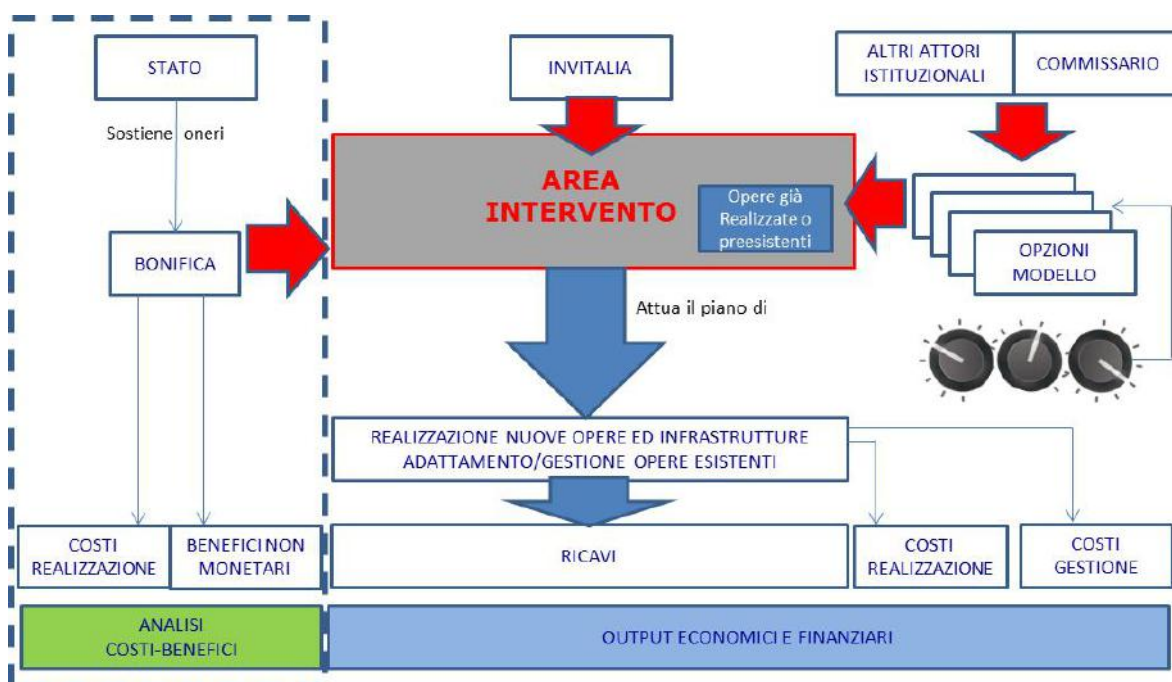 STATO
INVITALIA
ALTRI ATTORI
ISTITUZIONALI
COMMISSARIO
Sostiene oneri
AREA
INTERVENTO
Opere già
Realizzate o
preesistenti
BONIFICA
OPZIONI
MODELLO
Attua il piano di
REALIZZAZIONE NUOVE OPERE ED INFRASTRUTTURE
ADATTAMENTO/GESTIONE OPERE ESISTENTI
COSTI
REALIZZAZIONE
BENEFICI NON
MONETARI
RICAVI
COSTI
REALIZZAZIONE
COSTI
GESTIONE
ANALISI
COSTI-BENEFICI
OUTPUT ECONOMICI E FINANZIARI